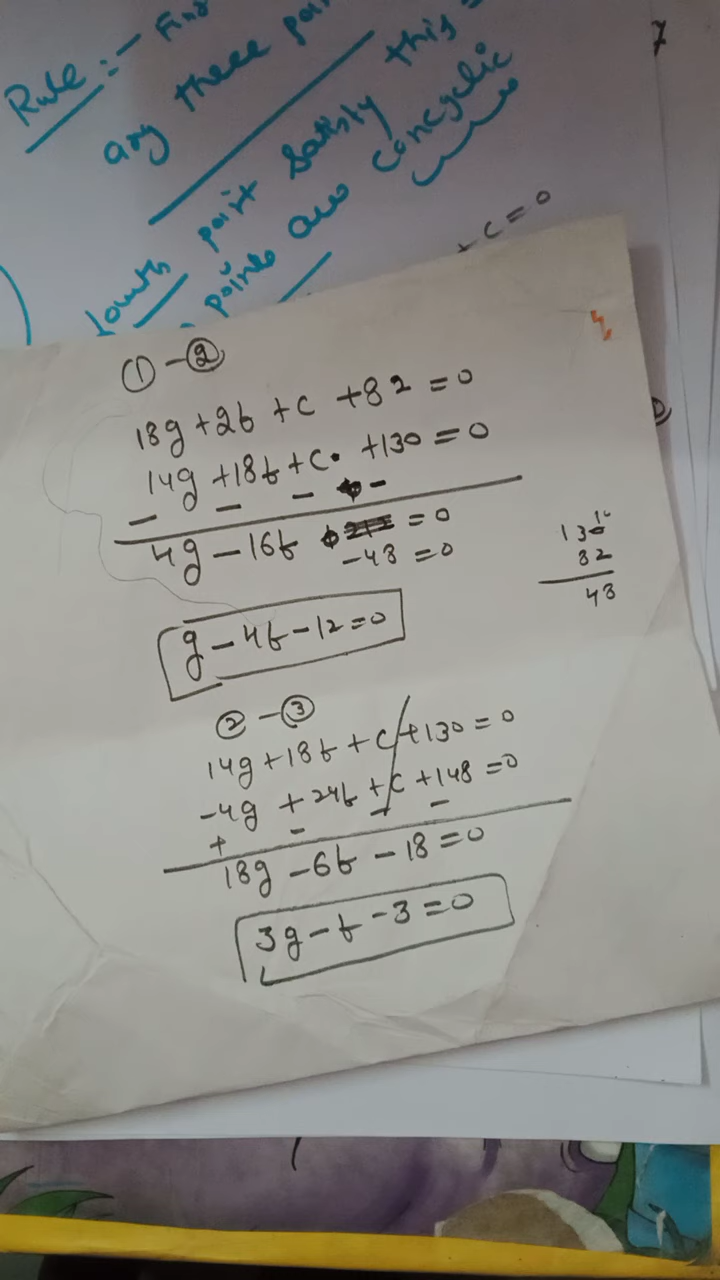 Rule :-
any three
this
fourth point satisfy
points are concyclic
7
+ c = 0
① - ②
18g + 2f + c + 82 = 0
14g + 18f + c. + 130 = 0
- - - -
4g - 16f = 0
- 48 = 0
130
82
48
g - 4f - 12 = 0
② - ③
14g + 18f + c + 130 = 0
-4g + 24f + c + 148 = 0
+ - - -
18g - 6f - 18 = 0
3g - f - 3 = 0